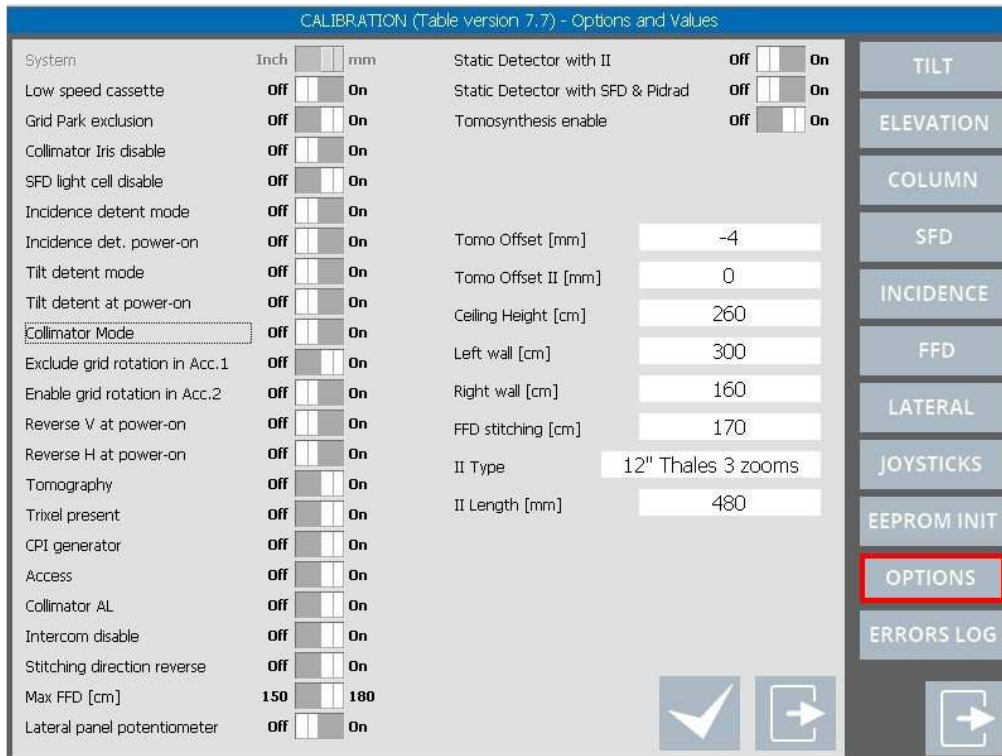 CALIBRATION (Table version 7.7) - Options and Values
System Inch mm
Low speed cassette Off On
Grid Park exclusion Off On
Collimator Iris disable Off On
SFD light cell disable Off On
Incidence detent mode Off On
Incidence det. power-on Off On
Tilt detent mode Off On
Tilt detent at power-on Off On
Collimator Mode Off On
Exclude grid rotation in Acc.1 Off On
Enable grid rotation in Acc.2 Off On
Reverse V at power-on Off On
Reverse H at power-on Off On
Tomography Off On
Trixel present Off On
CPI generator Off On
Access Off On
Collimator AL Off On
Intercom disable Off On
Stitching direction reverse Off On
Max FFD [cm] 150 180
Lateral panel potentiometer Off On
Static Detector with II Off On
Static Detector with SFD & Pidrad Off On
Tomosynthesis enable Off On
Tomo Offset [mm] -4
Tomo Offset II [mm] 0
Ceiling Height [cm] 260
Left wall [cm] 300
Right wall [cm] 160
FFD stitching [cm] 170
II Type 12" Thales 3 zooms
II Length [mm] 480
TILT
ELEVATION
COLUMN
SFD
INCIDENCE
FFD
LATERAL
JOYSTICKS
EEPROM INIT
OPTIONS
ERRORS LOG